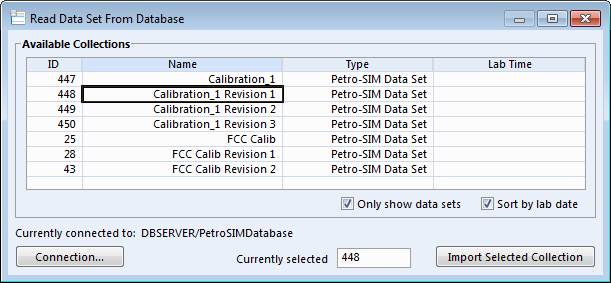 Read Data Set From Database
Available Collections
ID Name Type Lab Time
447 Calibration_1 Petro-SIM Data Set
448 Calibration_1 Revision 1 Petro-SIM Data Set
449 Calibration_1 Revision 2 Petro-SIM Data Set
450 Calibration_1 Revision 3 Petro-SIM Data Set
25 FCC Calib Petro-SIM Data Set
28 FCC Calib Revision 1 Petro-SIM Data Set
43 FCC Calib Revision 2 Petro-SIM Data Set
Only show data sets Sort by lab date
Currently connected to: DBSERVER/PetroSIMDatabase
Connection... Currently selected 448 Import Selected Collection